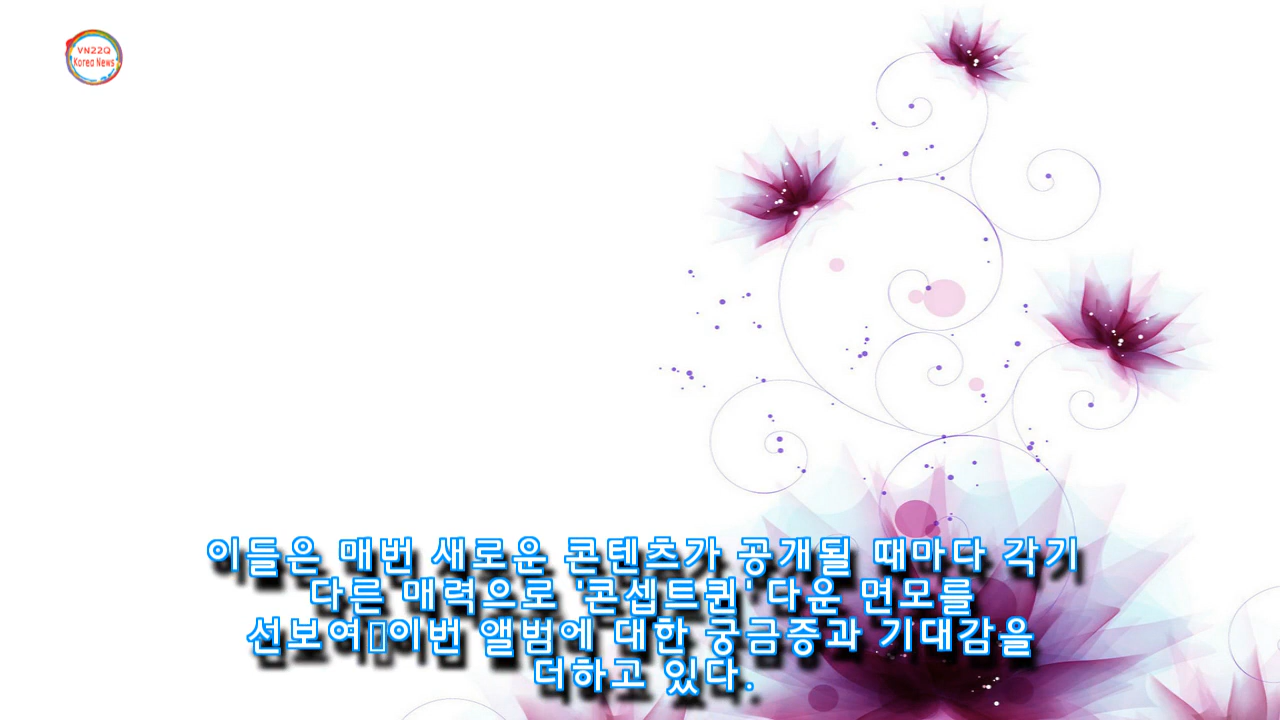 VN22Q
Korea News
이들은 매번 새로운 콘텐츠가 공개될 때마다 각기
다른 매력으로 '콘셉트퀸' 다운 면모를
선보여 이번 앨범에 대한 궁금증과 기대감을
더하고 있다.